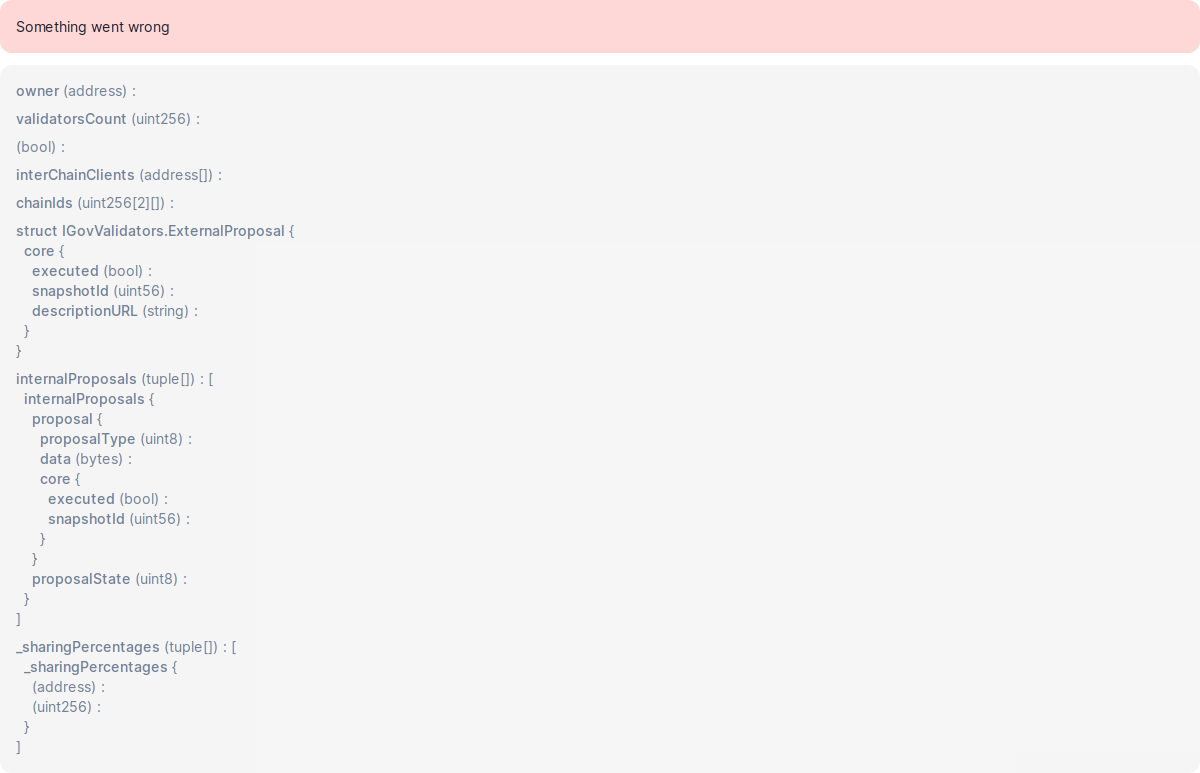 Something went wrong
owner (address) :
validatorsCount (uint256) :
(bool) :
interChainClients (address[]) :
chainIds (uint256[2][]) :
struct IGovValidators.ExternalProposal {
core {
executed (bool) :
snapshotId (uint56) :
descriptionURL (string) :
}
}
internalProposals (tuple[]) : [
internalProposals {
proposal {
proposalType (uint8) :
data (bytes) :
core {
executed (bool) :
snapshotId (uint56) :
}
}
proposalState (uint8) :
}
]
_sharingPercentages (tuple[]) : [
_sharingPercentages {
(address) :
(uint256) :
}
]